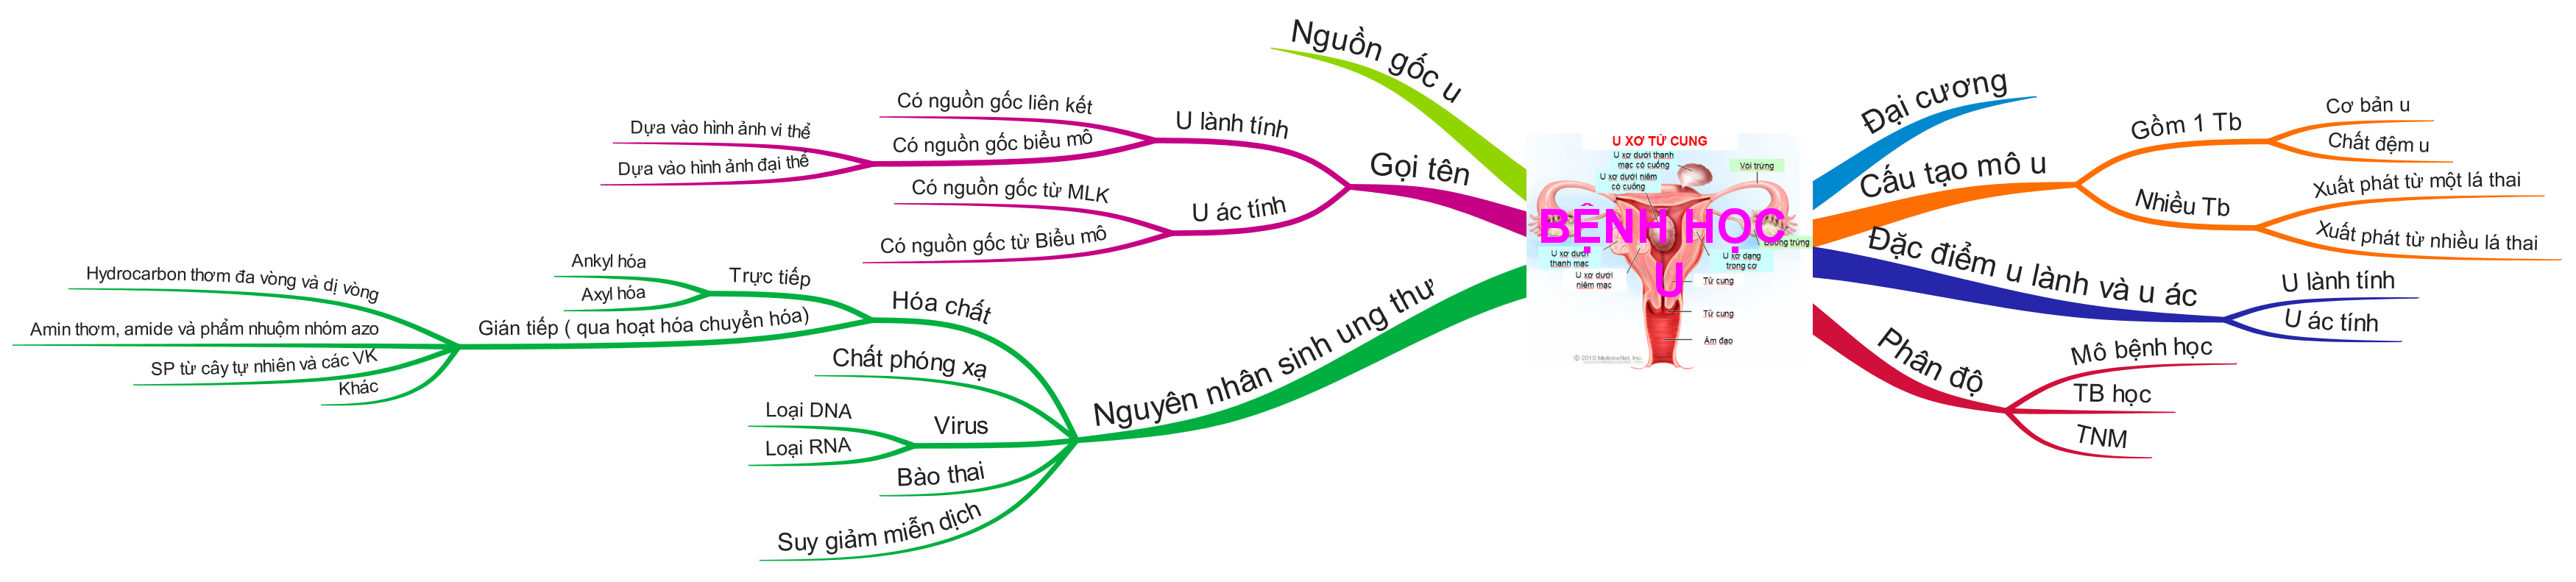 Nguồn gốc u
Gọi tên
U lành tính
Có nguồn gốc liên kết
Có nguồn gốc biểu mô
Dựa vào hình ảnh vi thể
Dựa vào hình ảnh đại thể
U ác tính
Có nguồn gốc từ MLK
Có nguồn gốc từ Biểu mô
Nguyên nhân sinh ung thư
Hóa chất
Trực tiếp
Ankyl hóa
Axyl hóa
Gián tiếp ( qua hoạt hóa chuyển hóa)
Hydrocarbon thơm đa vòng và dị vòng
Amin thơm, amide và phẩm nhuộm nhóm azo
SP từ cây tự nhiên và các VK
Khác
Chất phóng xạ
Virus
Loại DNA
Loại RNA
Bào thai
Suy giảm miễn dịch
U XƠ TỬ CUNG
U xơ dưới thanh
mạc có cuống
U xơ dưới niêm
có cuống
Vòi trứng
BỆNH HỌC
U
Buồng trứng
U xơ dưới
thanh mạc
U xơ dạng
trong cơ
U xơ dưới
niêm mạc
Tử cung
Tử cung
Âm đạo
© 2010 MedicineNet, Inc.
Đại cương
Cấu tạo mô u
Gồm 1 Tb
Cơ bản u
Chất đệm u
Nhiều Tb
Xuất phát từ một lá thai
Xuất phát từ nhiều lá thai
Đặc điểm u lành và u ác
U lành tính
U ác tính
Phân độ
Mô bệnh học
TB học
TNM